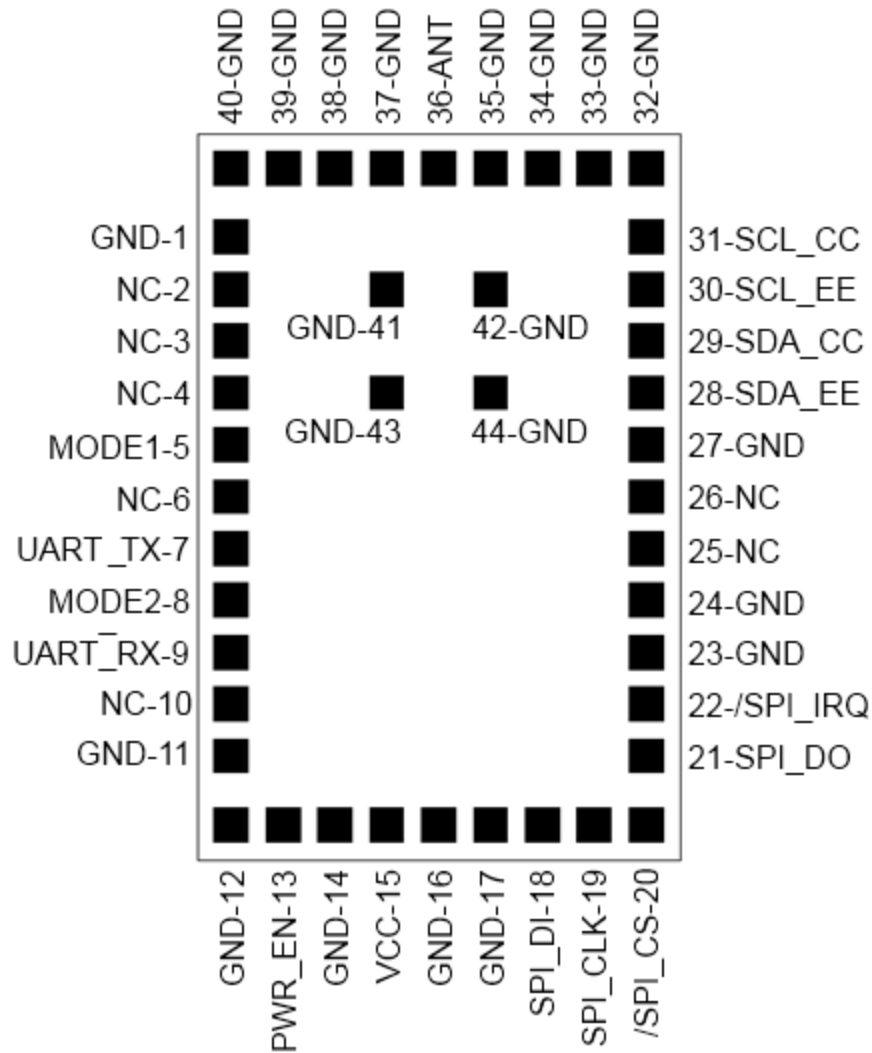 40-GND
39-GND
38-GND
37-GND
36-ANT
35-GND
34-GND
33-GND
32-GND
GND-1
NC-2
NC-3
NC-4
MODE1-5
NC-6
UART_TX-7
MODE2-8
UART_RX-9
NC-10
GND-11
GND-41
42-GND
GND-43
44-GND
31-SCL_CC
30-SCL_EE
29-SDA_CC
28-SDA_EE
27-GND
26-NC
25-NC
24-GND
23-GND
22-/SPI_IRQ
21-SPI_DO
GND-12
PWR_EN-13
GND-14
VCC-15
GND-16
GND-17
SPI_DI-18
SPI_CLK-19
/SPI_CS-20